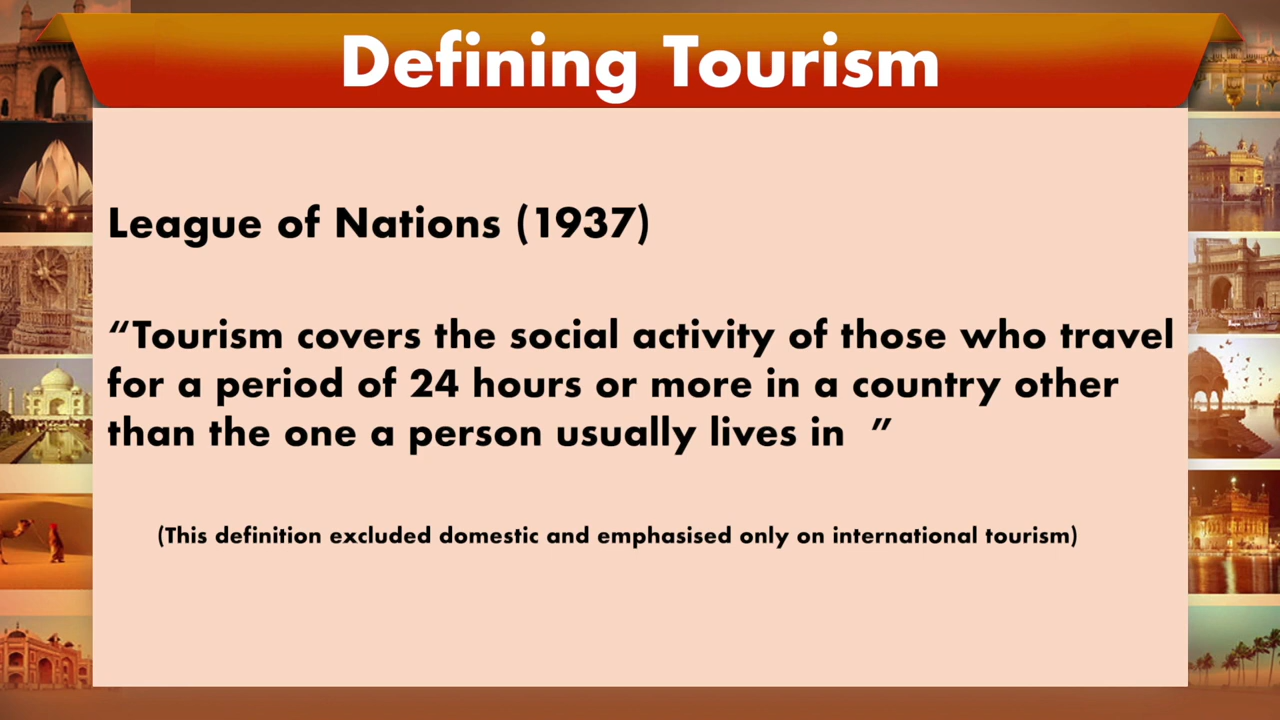 Defining Tourism
League of Nations (1937)
“Tourism covers the social activity of those who travel
for a period of 24 hours or more in a country other
than the one a person usually lives in ”
(This definition excluded domestic and emphasised only on international tourism)